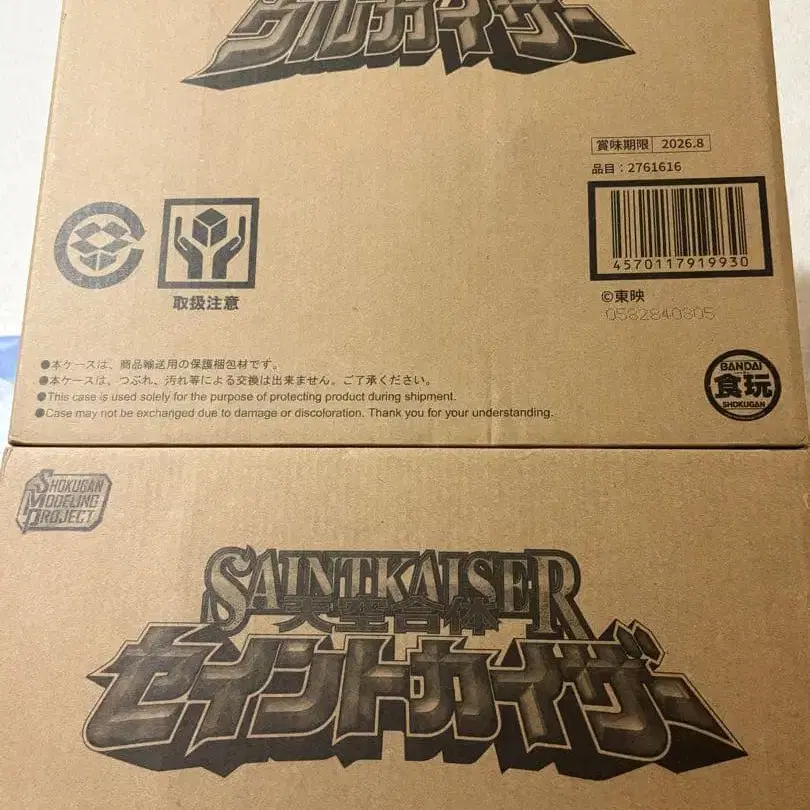 ウルカイザー
賞味期限 2026.8
品目：2761616
4570117919930
©東映
0582840805
取扱注意
●本ケースは、商品輸送用の保護梱包材です。
●本ケースは、つぶれ、汚れ等による交換は出来ません。ご了承ください。
●This case is used solely for the purpose of protecting product during shipment.
●Case may not be exchanged due to damage or discoloration. Thank you for your understanding.
BANDAI
食玩
SHOKUGAN
SHOKUGAN
MODELING
PROJECT
SAINTKAISER
天空合体
セイントカイザー